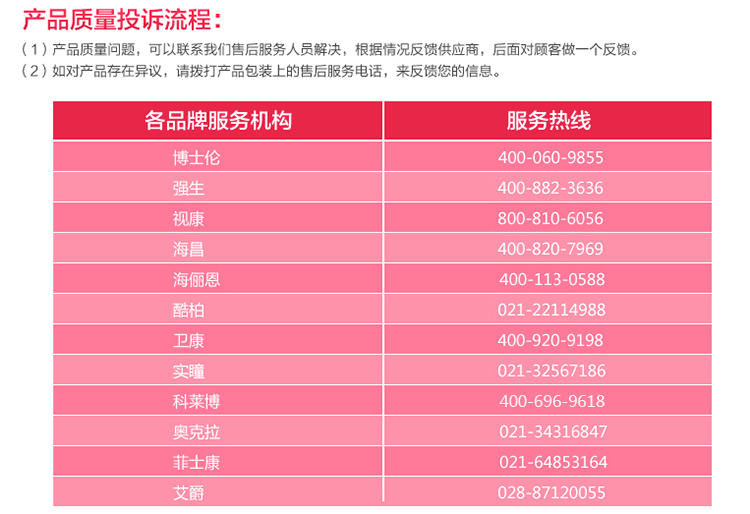 产品质量投诉流程：
（1）产品质量问题，可以联系我们售后服务人员解决，根据情况反馈供应商，后面对顾客做一个反馈。
（2）如对产品存在异议，请拨打产品包装上的售后服务电话，来反馈您的信息。
各品牌服务机构 服务热线
博士伦 400-060-9855
强生 400-882-3636
视康 800-810-6056
海昌 400-820-7969
海俪恩 400-113-0588
酷柏 021-22114988
卫康 400-920-9198
实瞳 021-32567186
科莱博 400-696-9618
奥克拉 021-34316847
菲士康 021-64853164
艾爵 028-87120055